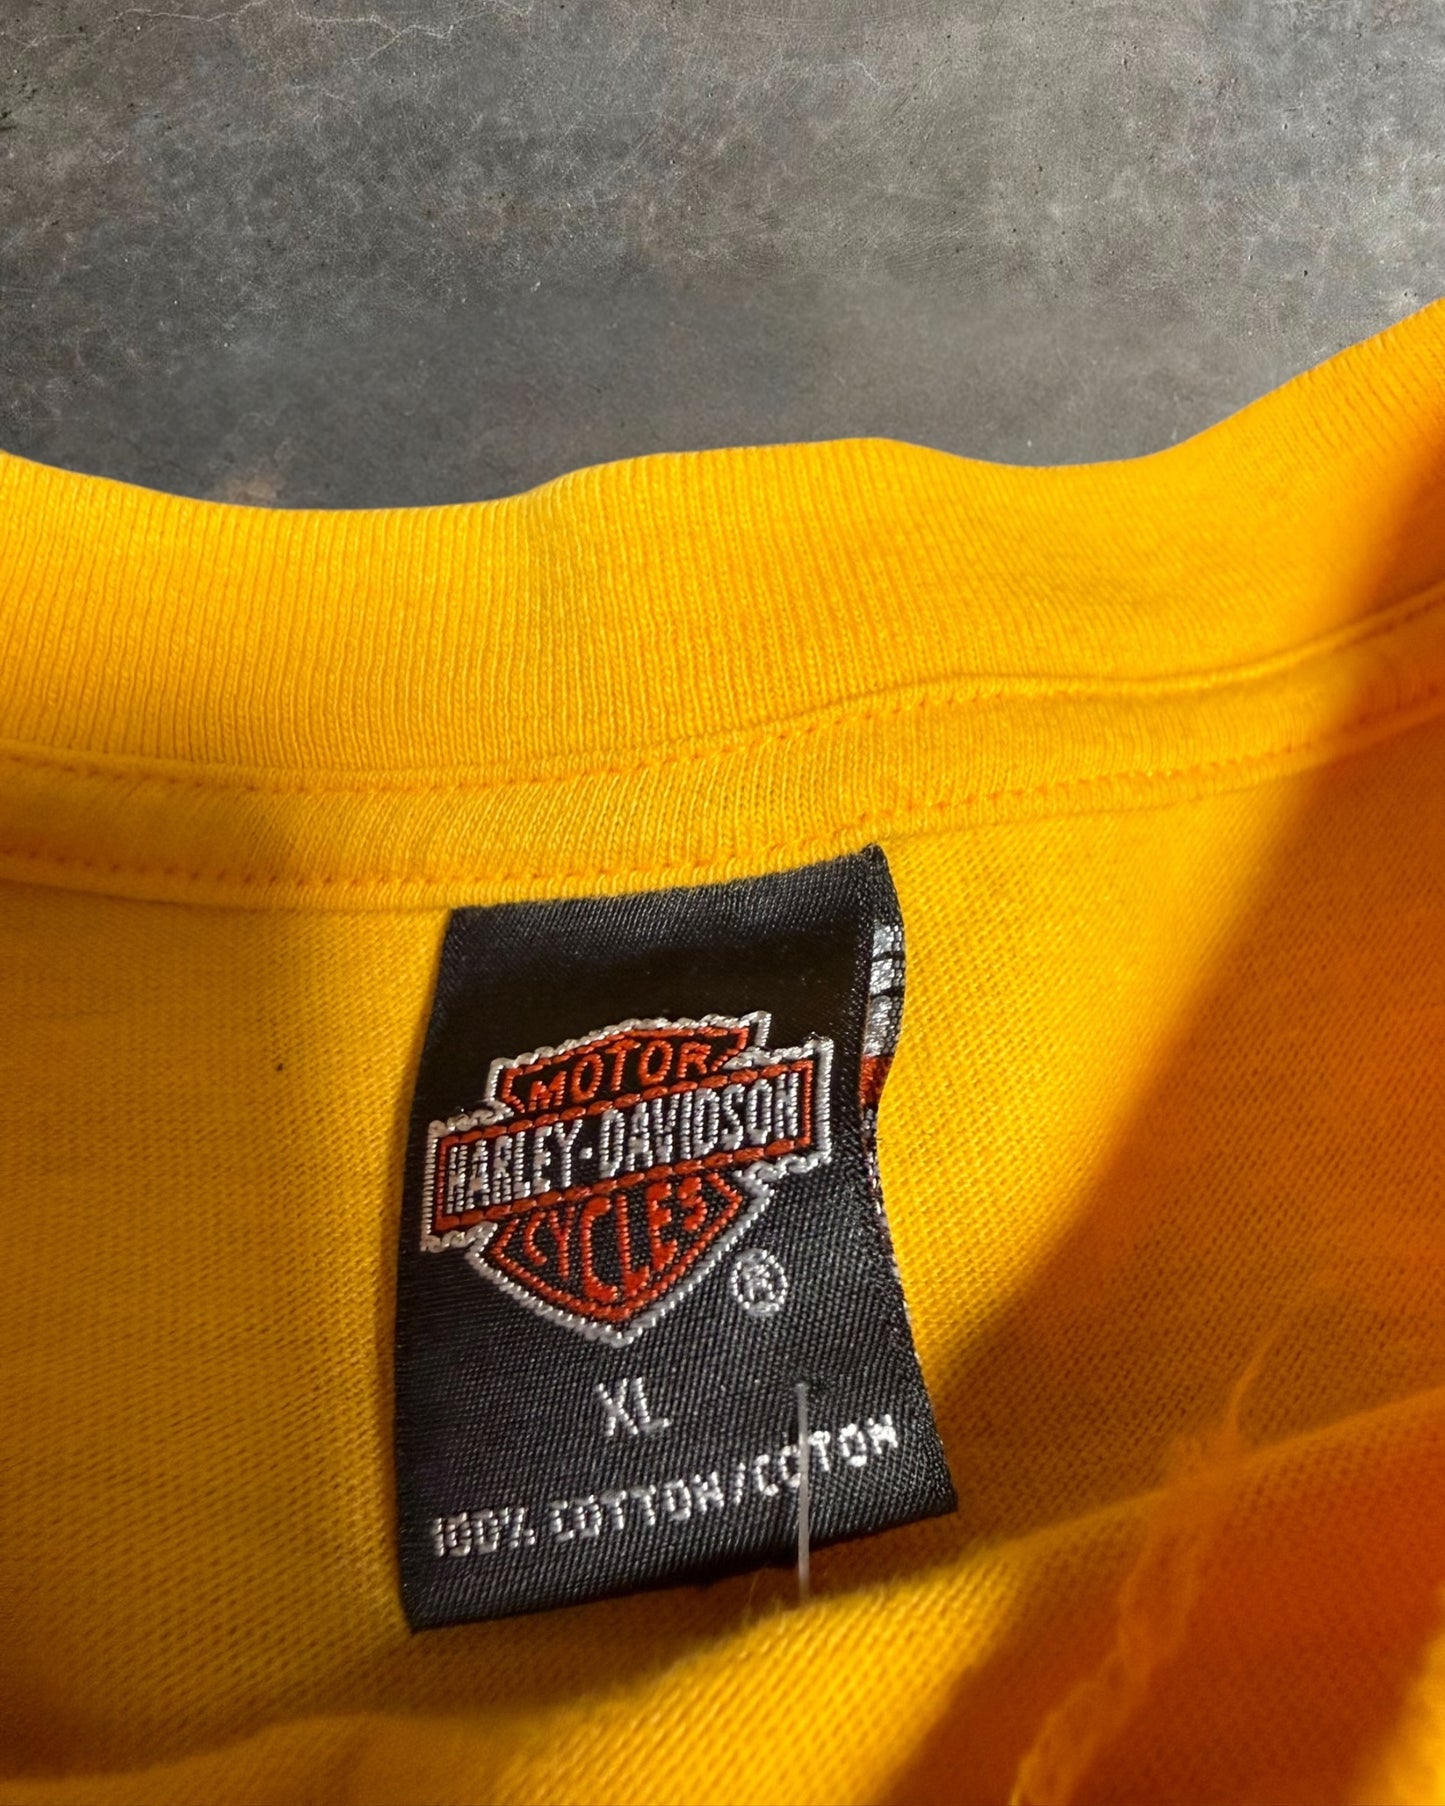 MOTOR
HARLEY-DAVIDSON
CYCLES
®
XL
100% COTTON/COTON